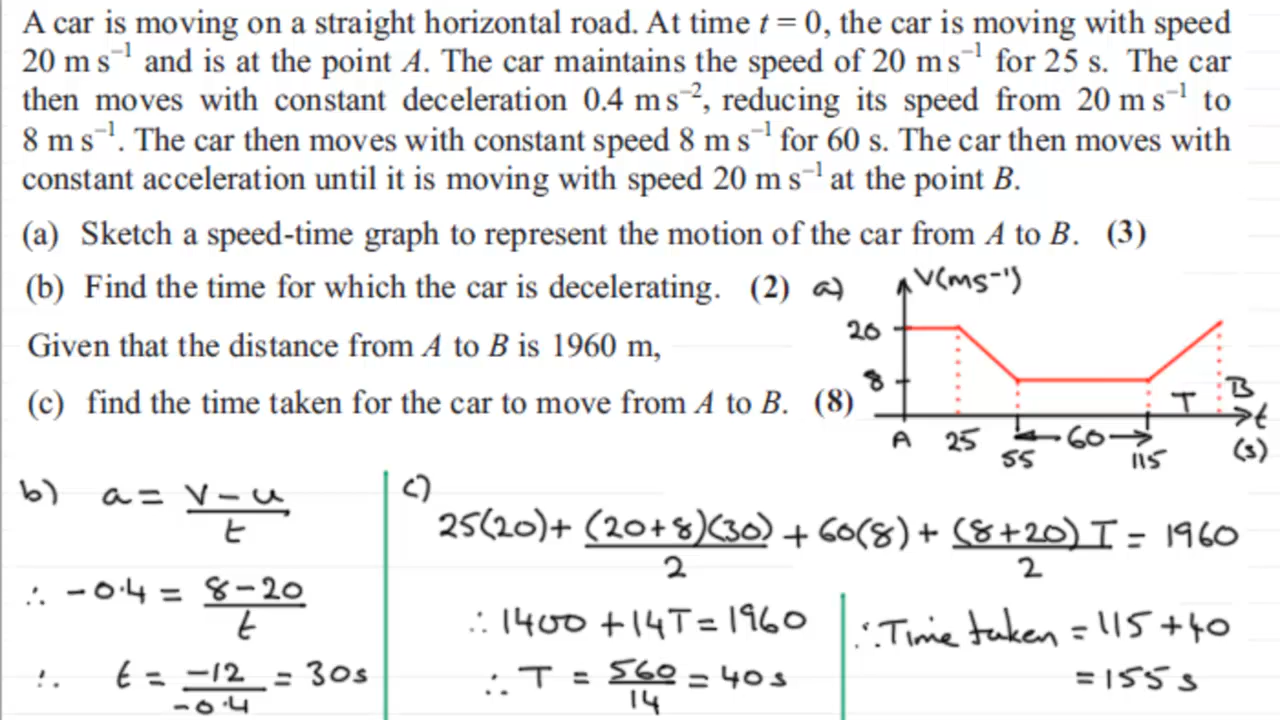 A car is moving on a straight horizontal road. At time t = 0, the car is moving with speed
20 m s⁻¹ and is at the point A. The car maintains the speed of 20 m s⁻¹ for 25 s. The car
then moves with constant deceleration 0.4 m s⁻², reducing its speed from 20 m s⁻¹ to
8 m s⁻¹. The car then moves with constant speed 8 m s⁻¹ for 60 s. The car then moves with
constant acceleration until it is moving with speed 20 m s⁻¹ at the point B.
(a) Sketch a speed-time graph to represent the motion of the car from A to B. (3)
(b) Find the time for which the car is decelerating. (2)
Given that the distance from A to B is 1960 m,
(c) find the time taken for the car to move from A to B. (8)
a)
V(ms⁻¹)
20
8
T
B
t
A 25 55 60 115 (s)
b) a = (v - u)/t
∴ -0.4 = (8 - 20)/t
∴ t = -12/-0.4 = 30s
c)
25(20) + (20+8)(30)/2 + 60(8) + (8+20)T/2 = 1960
∴ 1400 + 14T = 1960
∴ T = 560/14 = 40s
∴ Time taken = 115 + 40
= 155 s